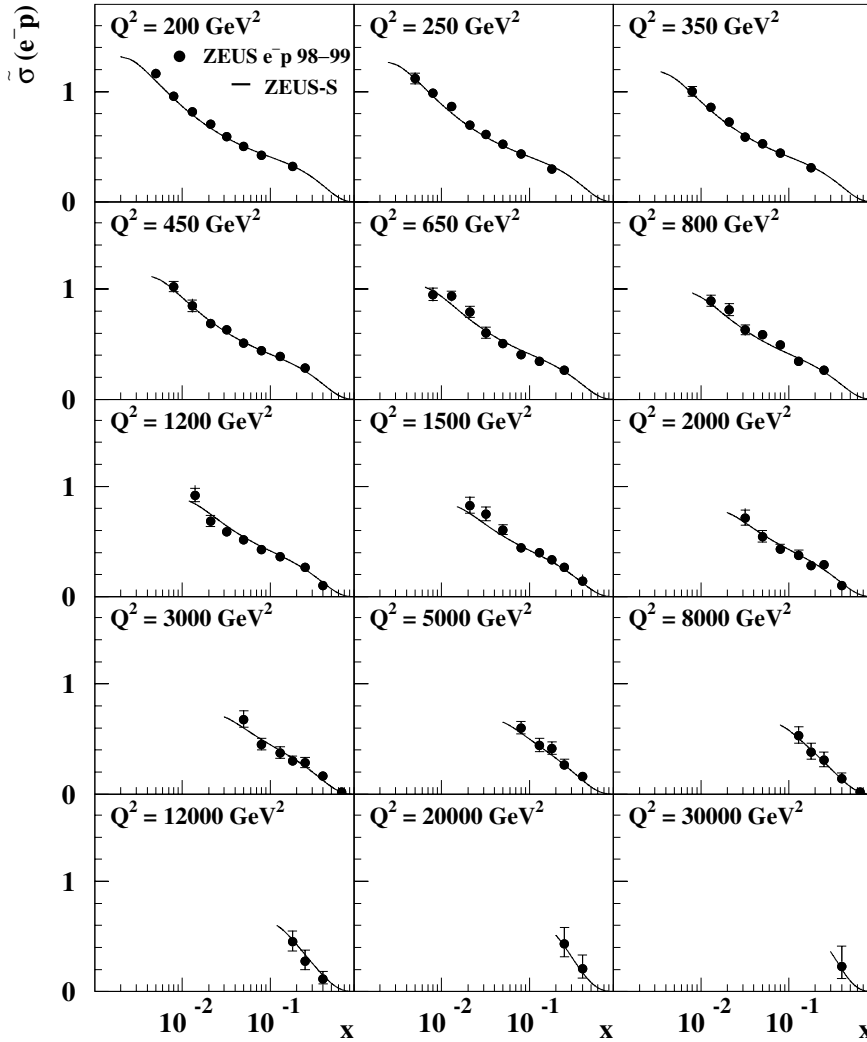 σ̃ (e⁻p)
Q² = 200 GeV²
ZEUS e⁻p 98–99
ZEUS-S
Q² = 250 GeV²
Q² = 350 GeV²
1
0
Q² = 450 GeV²
Q² = 650 GeV²
Q² = 800 GeV²
1
0
Q² = 1200 GeV²
Q² = 1500 GeV²
Q² = 2000 GeV²
1
0
Q² = 3000 GeV²
Q² = 5000 GeV²
Q² = 8000 GeV²
1
0
Q² = 12000 GeV²
Q² = 20000 GeV²
Q² = 30000 GeV²
1
0
10⁻² 10⁻¹ x
10⁻² 10⁻¹ x
10⁻² 10⁻¹ x